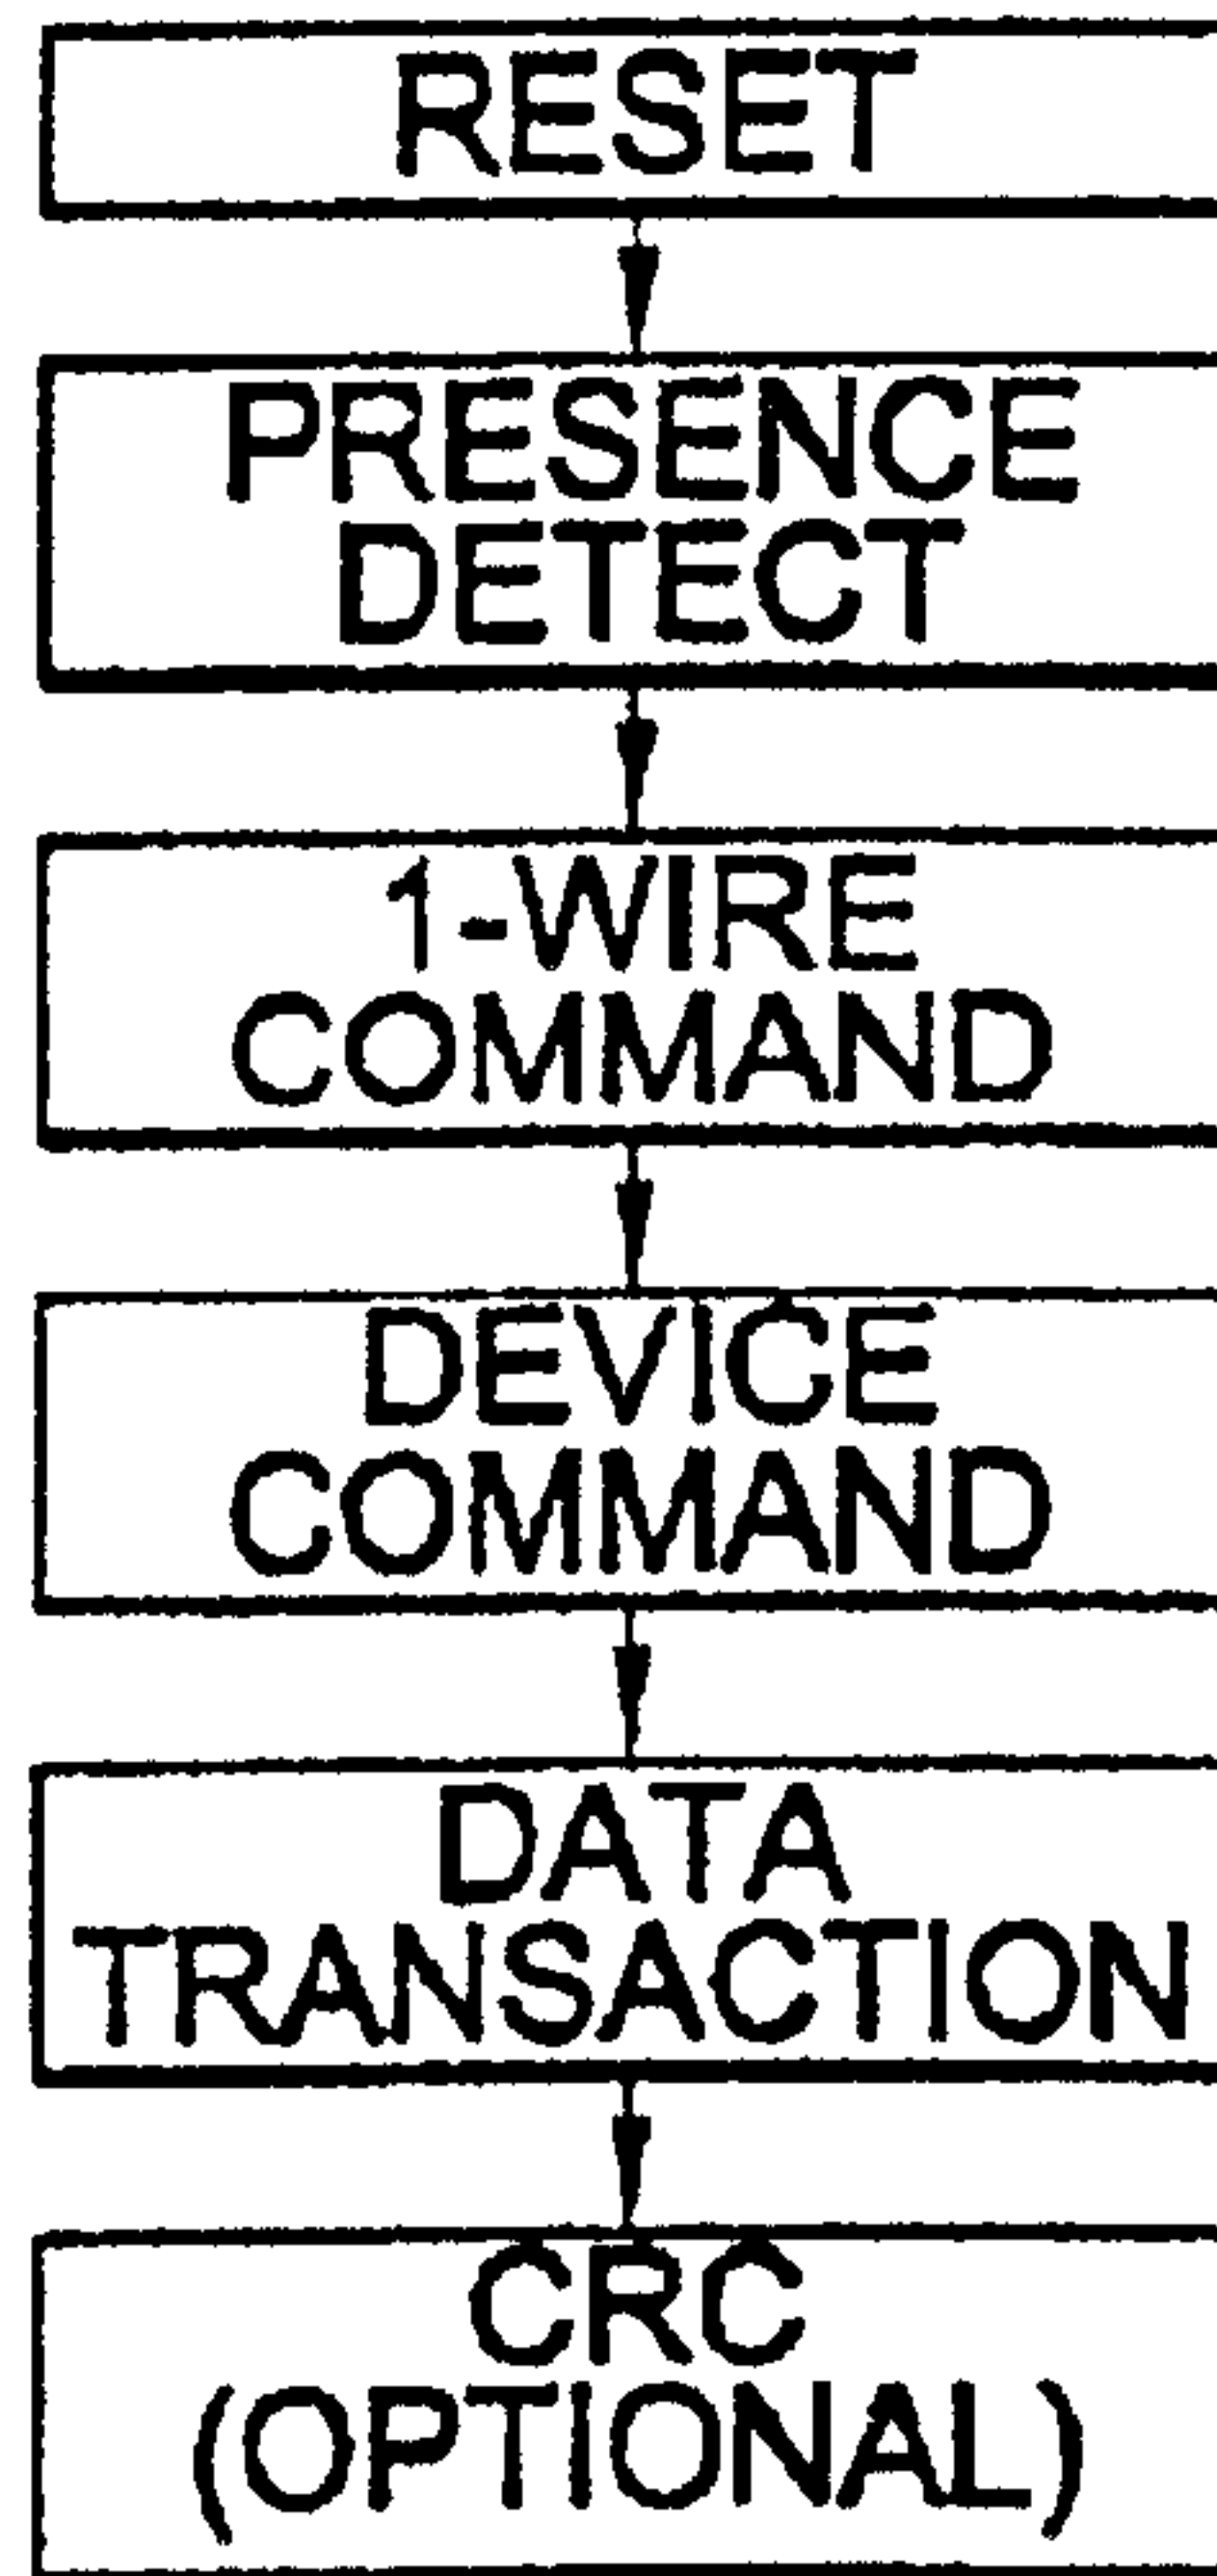 RESET
PRESENCE
DETECT
1-WIRE
COMMAND
DEVICE
COMMAND
DATA
TRANSACTION
CRC
(OPTIONAL)